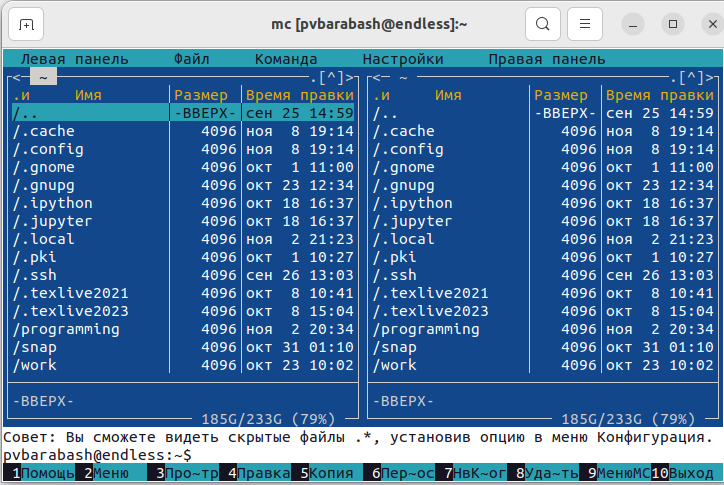 mc [pvbarabash@endless]:~
Левая панель Файл Команда Настройки Правая панель
<─ ~ .[^]> <─ ~ .[^]>
.и Имя Размер Время правки .и Имя Размер Время правки
/.. -ВВЕРХ- сен 25 14:59 /.. -ВВЕРХ- сен 25 14:59
/.cache 4096 ноя 8 19:14 /.cache 4096 ноя 8 19:14
/.config 4096 ноя 8 19:14 /.config 4096 ноя 8 19:14
/.gnome 4096 окт 1 11:00 /.gnome 4096 окт 1 11:00
/.gnupg 4096 окт 23 12:34 /.gnupg 4096 окт 23 12:34
/.ipython 4096 окт 18 16:37 /.ipython 4096 окт 18 16:37
/.jupyter 4096 окт 18 16:37 /.jupyter 4096 окт 18 16:37
/.local 4096 ноя 2 21:23 /.local 4096 ноя 2 21:23
/.pki 4096 окт 1 10:27 /.pki 4096 окт 1 10:27
/.ssh 4096 сен 26 13:03 /.ssh 4096 сен 26 13:03
/.texlive2021 4096 окт 8 10:41 /.texlive2021 4096 окт 8 10:41
/.texlive2023 4096 окт 8 15:04 /.texlive2023 4096 окт 8 15:04
/programming 4096 ноя 2 20:34 /programming 4096 ноя 2 20:34
/snap 4096 окт 31 01:10 /snap 4096 окт 31 01:10
/work 4096 окт 23 10:02 /work 4096 окт 23 10:02
-ВВЕРХ- -ВВЕРХ-
185G/233G (79%) 185G/233G (79%)
Совет: Вы сможете видеть скрытые файлы .*, установив опцию в меню Конфигурация.
pvbarabash@endless:~$
1Помощь 2Меню 3Про~тр 4Правка 5Копия 6Пер~ос 7НвК~ог 8Уда~ть 9МенюMC 10Выход